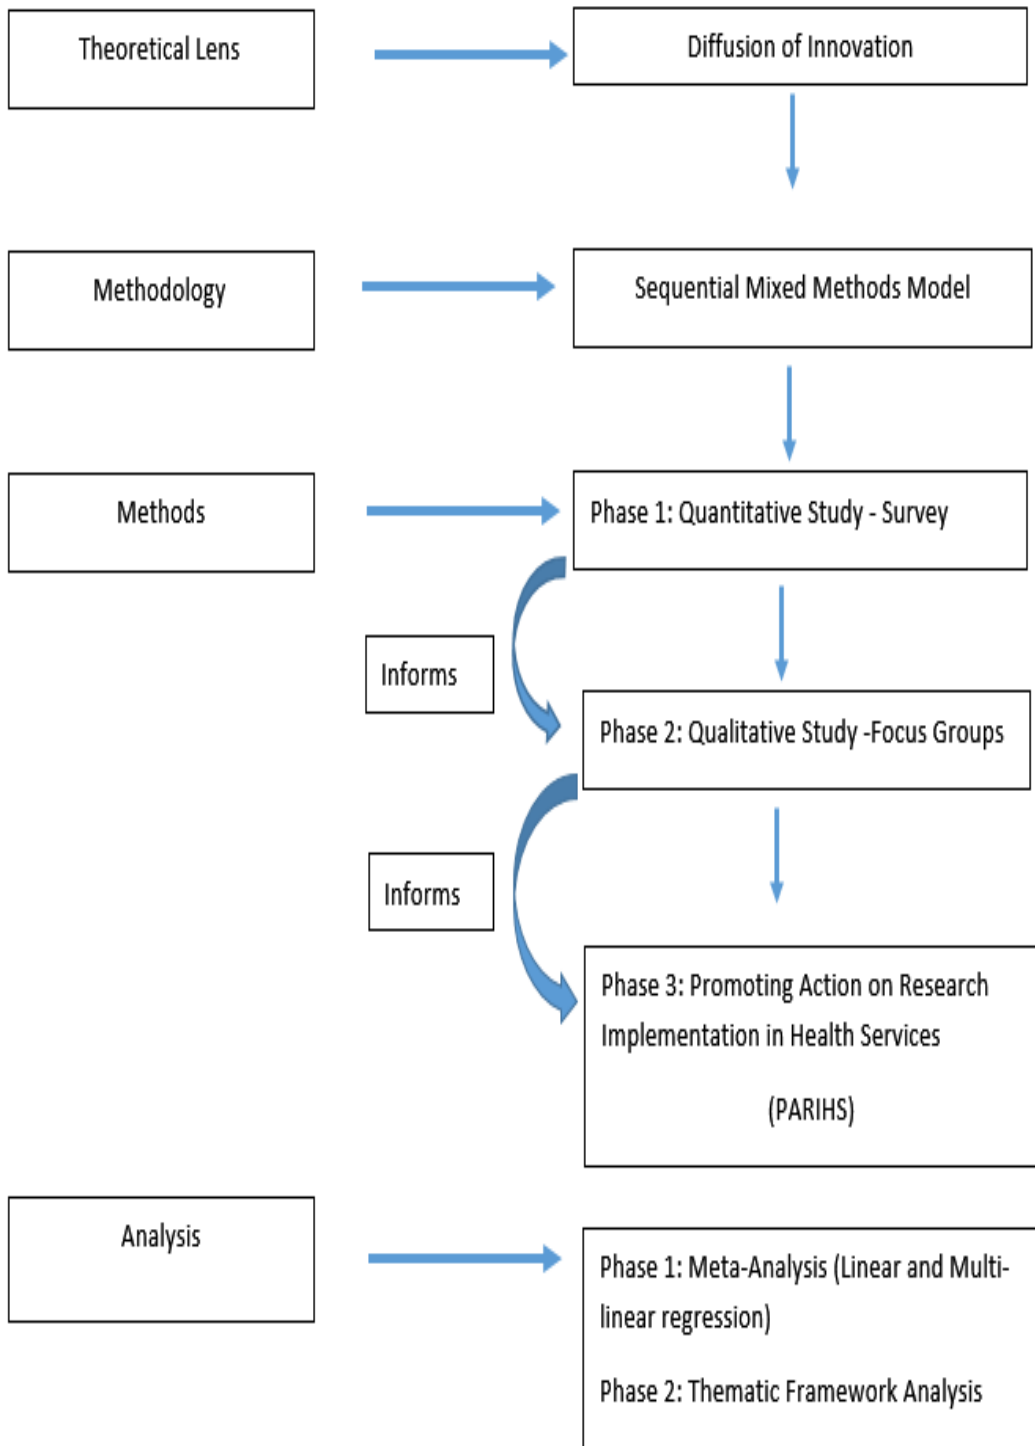 Theoretical Lens
Diffusion of Innovation
Methodology
Sequential Mixed Methods Model
Methods
Phase 1: Quantitative Study - Survey
Informs
Phase 2: Qualitative Study -Focus Groups
Informs
Phase 3: Promoting Action on Research
Implementation in Health Services
(PARIHS)
Analysis
Phase 1: Meta-Analysis (Linear and Multi-
linear regression)
Phase 2: Thematic Framework Analysis